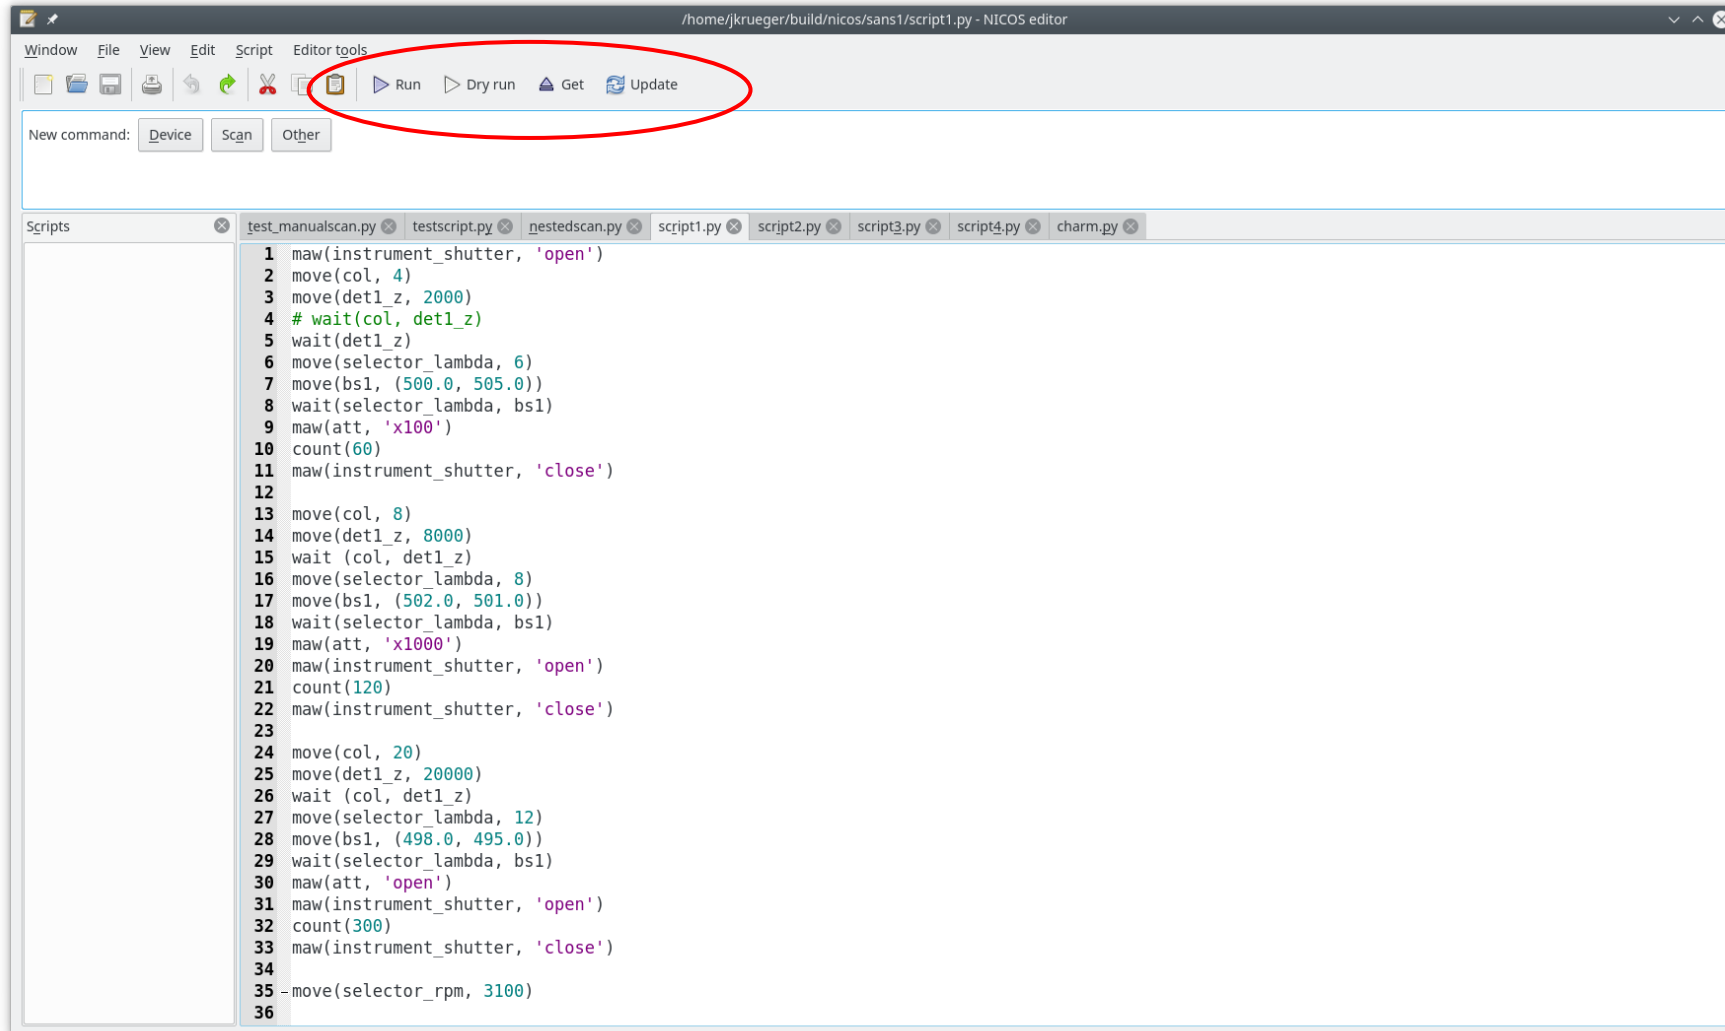 /home/jkrueger/build/nicos/sans1/script1.py - NICOS editor
Window File View Edit Script Editor tools
Run Dry run Get Update
New command: Device Scan Other
Scripts
test_manualscan.py testscript.py nestedscan.py script1.py script2.py script3.py script4.py charm.py
1 maw(instrument_shutter, 'open')
2 move(col, 4)
3 move(det1_z, 2000)
4 # wait(col, det1_z)
5 wait(det1_z)
6 move(selector_lambda, 6)
7 move(bs1, (500.0, 505.0))
8 wait(selector_lambda, bs1)
9 maw(att, 'x100')
10 count(60)
11 maw(instrument_shutter, 'close')
12
13 move(col, 8)
14 move(det1_z, 8000)
15 wait (col, det1_z)
16 move(selector_lambda, 8)
17 move(bs1, (502.0, 501.0))
18 wait(selector_lambda, bs1)
19 maw(att, 'x1000')
20 maw(instrument_shutter, 'open')
21 count(120)
22 maw(instrument_shutter, 'close')
23
24 move(col, 20)
25 move(det1_z, 20000)
26 wait (col, det1_z)
27 move(selector_lambda, 12)
28 move(bs1, (498.0, 495.0))
29 wait(selector_lambda, bs1)
30 maw(att, 'open')
31 maw(instrument_shutter, 'open')
32 count(300)
33 maw(instrument_shutter, 'close')
34
35 move(selector_rpm, 3100)
36